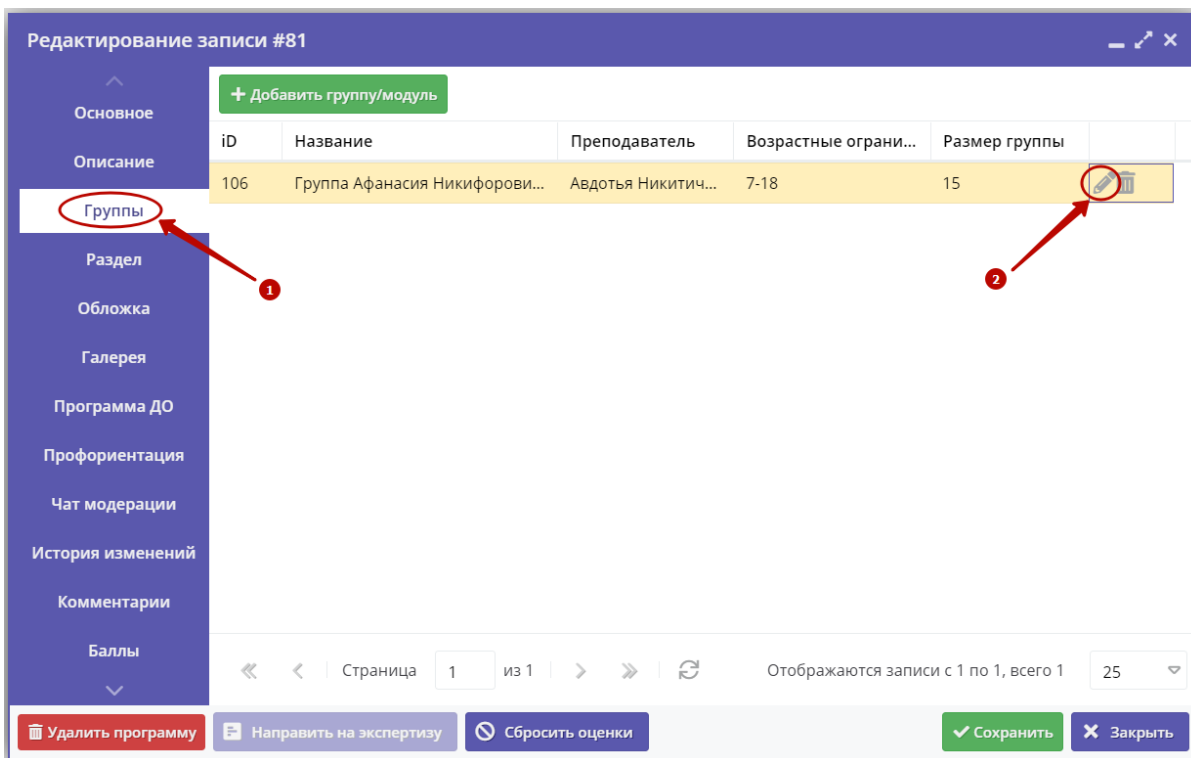 Редактирование записи #81
Основное
Описание
Группы
Раздел
Обложка
Галерея
Программа ДО
Профориентация
Чат модерации
История изменений
Комментарии
Баллы
Добавить группу/модуль
iD Название Преподаватель Возрастные ограни... Размер группы
106 Группа Афанасия Никифорови... Авдотья Никитич... 7-18 15
1
2
Страница 1 из 1 Отображаются записи с 1 по 1, всего 1 25
Удалить программу Направить на экспертизу Сбросить оценки Сохранить Закрыть